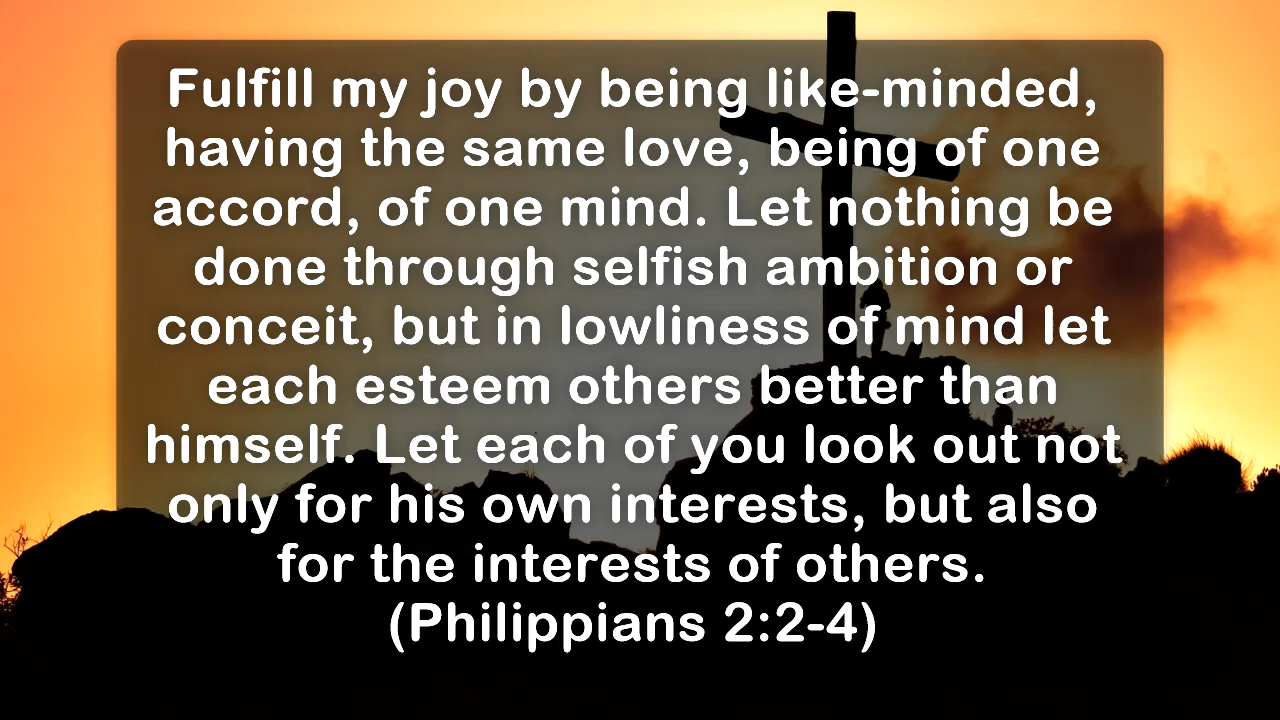 Fulfill my joy by being like-minded,
having the same love, being of one
accord, of one mind. Let nothing be
done through selfish ambition or
conceit, but in lowliness of mind let
each esteem others better than
himself. Let each of you look out not
only for his own interests, but also
for the interests of others.
(Philippians 2:2-4)